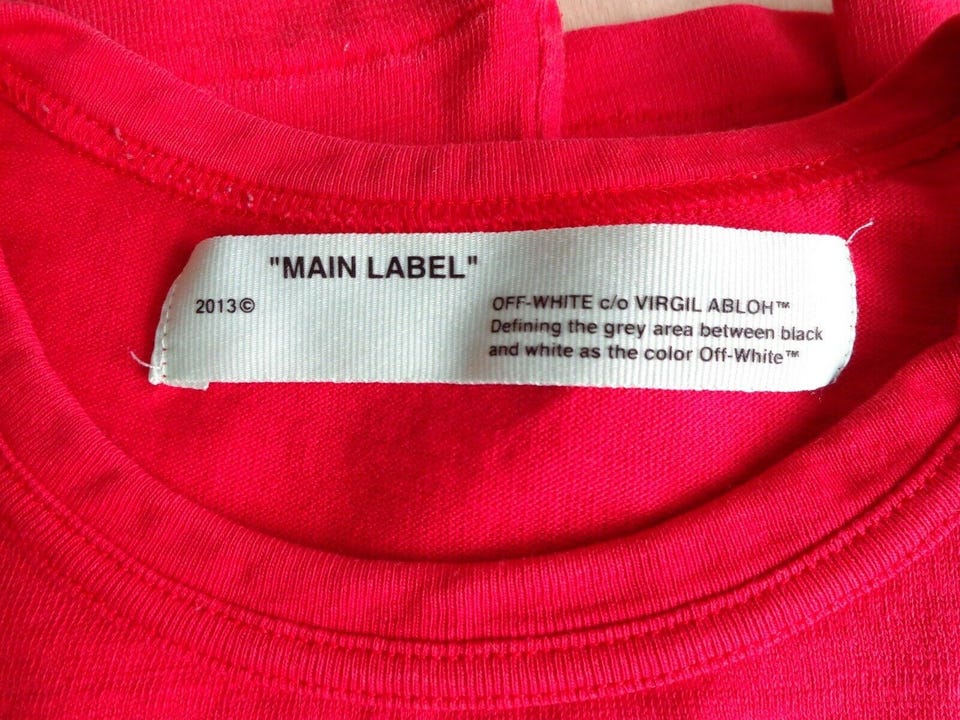 "MAIN LABEL"
2013©
OFF-WHITE c/o VIRGIL ABLOH™
Defining the grey area between black
and white as the color Off-White™